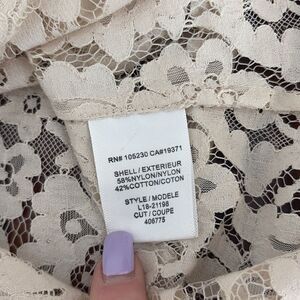 RN# 105230 CA#19371
SHELL / EXTERIEUR
58%NYLON/NYLON
42%COTTON/COTON
STYLE / MODELE
L18-21198
CUT / COUPE
406775